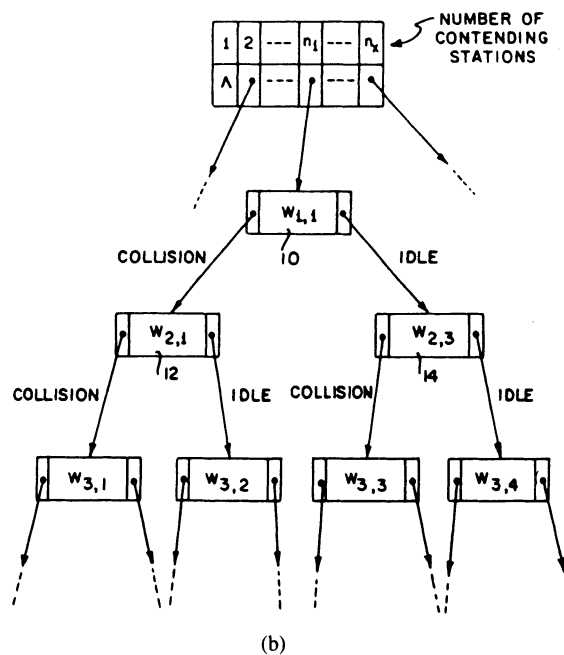 NUMBER OF
CONTENDING
STATIONS
1 2 --- n1 --- nx
Λ --- ---
W1,1
10
COLLISION IDLE
W2,1 W2,3
12 14
COLLISION IDLE COLLISION IDLE
W3,1 W3,2 W3,3 W3,4
(b)